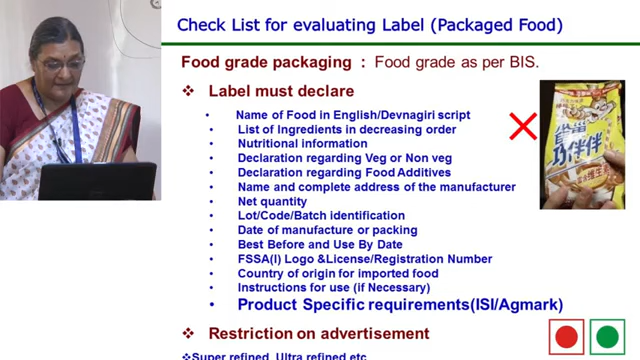 Check List for evaluating Label (Packaged Food)
Food grade packaging : Food grade as per BIS.
❖ Label must declare
• Name of Food in English/Devnagiri script
• List of Ingredients in decreasing order
• Nutritional information
• Declaration regarding Veg or Non veg
• Declaration regarding Food Additives
• Name and complete address of the manufacturer
• Net quantity
• Lot/Code/Batch identification
• Date of manufacture or packing
• Best Before and Use By Date
• FSSA(I) Logo &License/Registration Number
• Country of origin for imported food
• Instructions for use (if Necessary)
• Product Specific requirements(ISI/Agmark)
❖ Restriction on advertisement
❖Super refined, Ultra refined etc